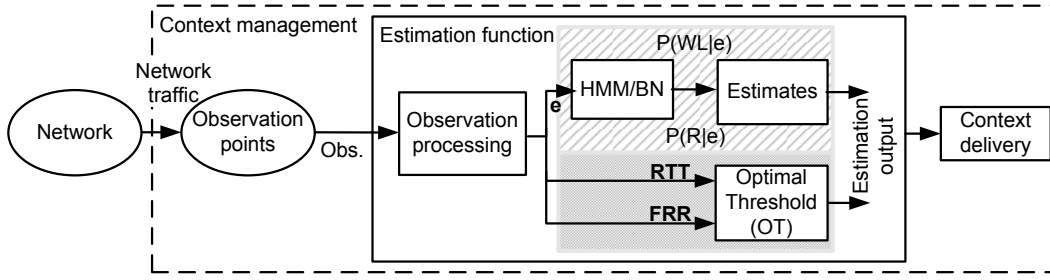 Context management
Estimation function
P(WL|e)
Network
traffic
HMM/BN
Estimates
e
Network
Observation
points
Obs.
Observation
processing
P(R|e)
RTT
FRR
Optimal
Threshold
(OT)
Estimation
output
Context
delivery